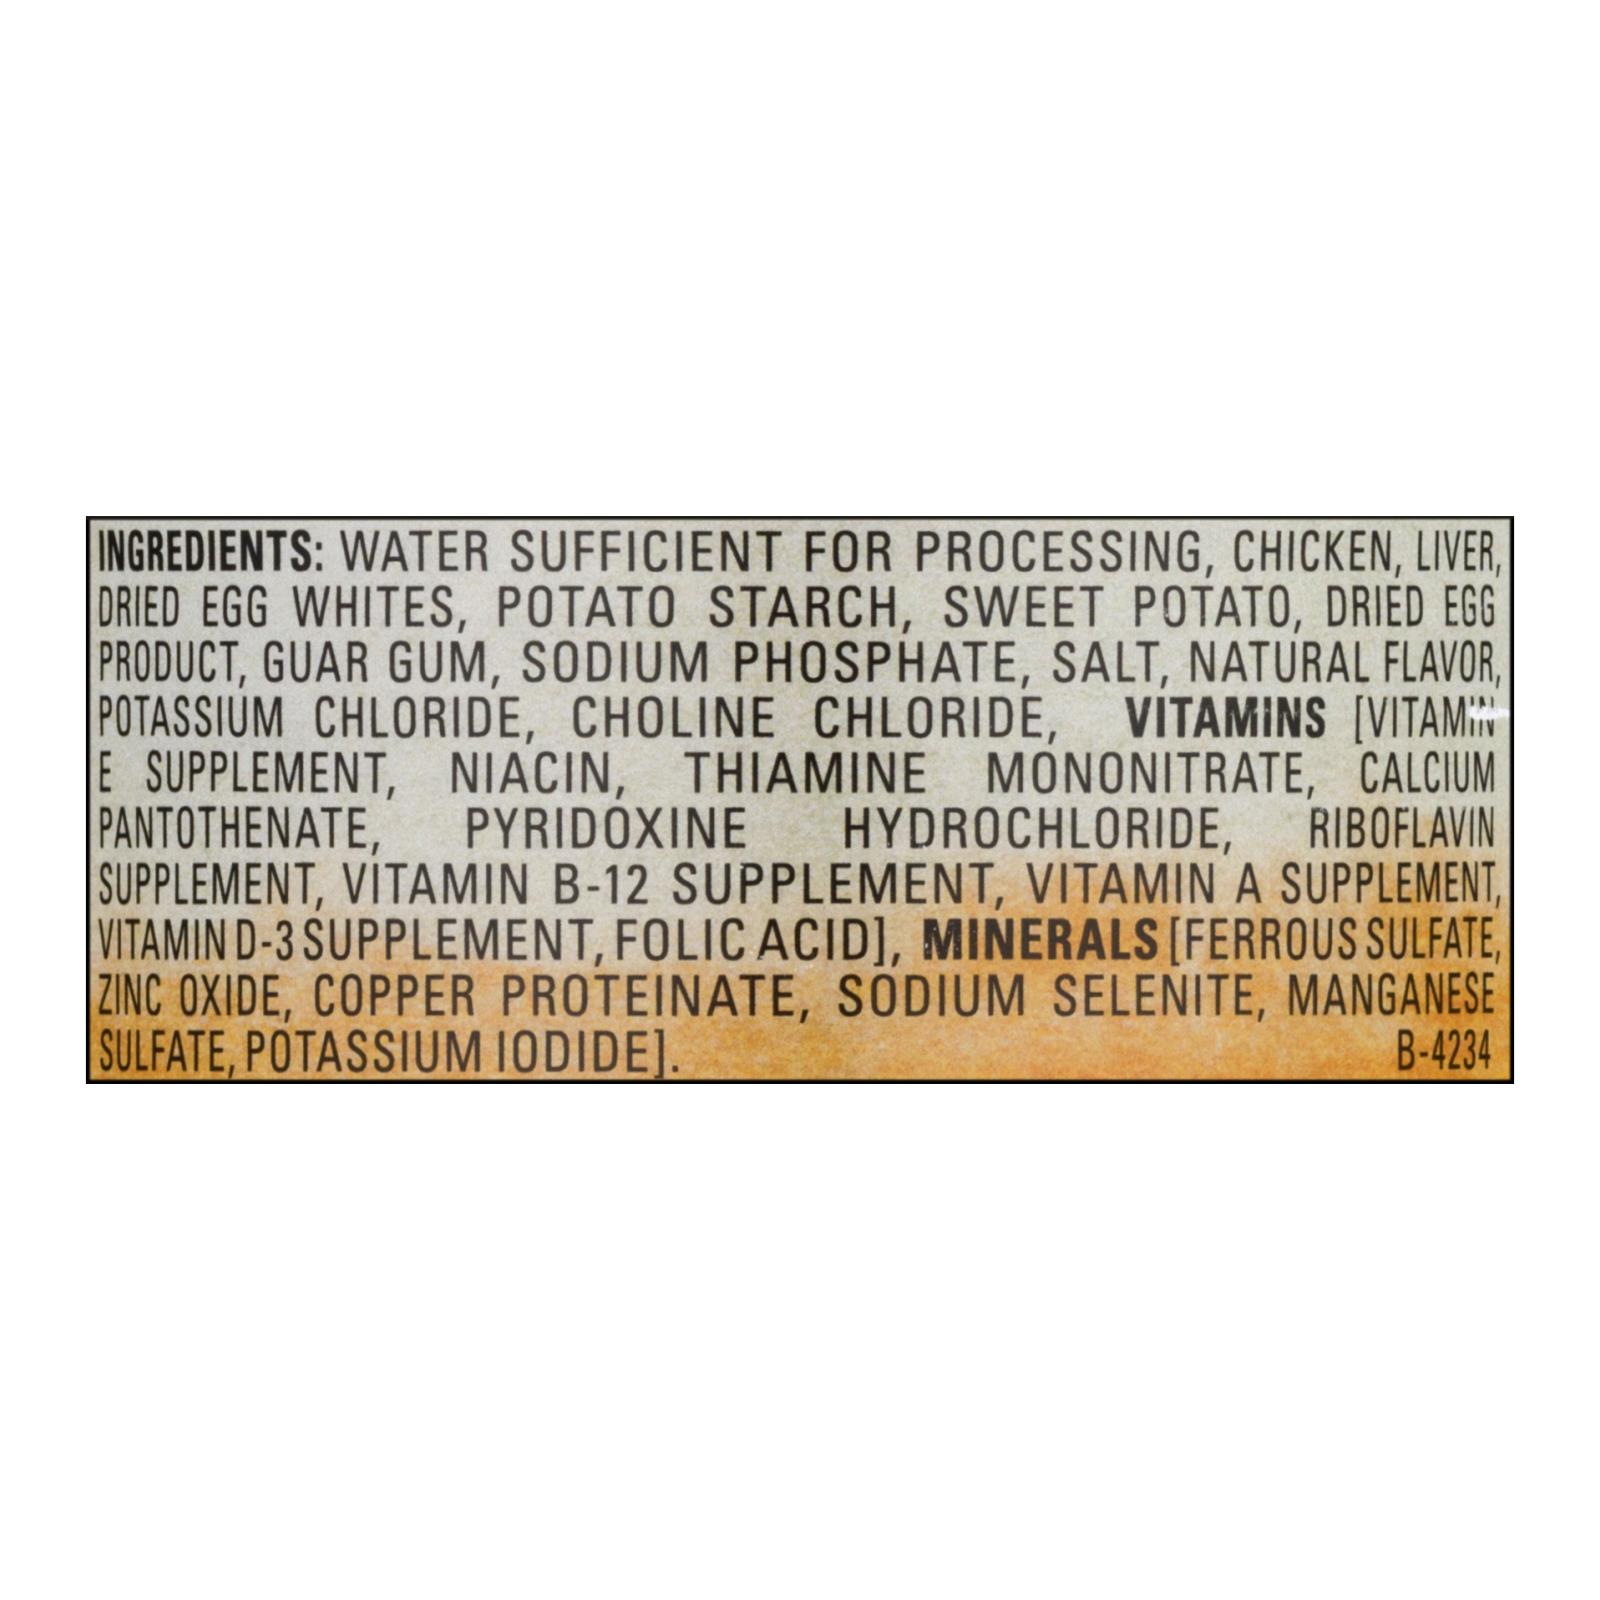 INGREDIENTS: WATER SUFFICIENT FOR PROCESSING, CHICKEN, LIVER,
DRIED EGG WHITES, POTATO STARCH, SWEET POTATO, DRIED EGG
PRODUCT, GUAR GUM, SODIUM PHOSPHATE, SALT, NATURAL FLAVOR,
POTASSIUM CHLORIDE, CHOLINE CHLORIDE, VITAMINS [VITAMIN
E SUPPLEMENT, NIACIN, THIAMINE MONONITRATE, CALCIUM
PANTOTHENATE, PYRIDOXINE HYDROCHLORIDE, RIBOFLAVIN
SUPPLEMENT, VITAMIN B-12 SUPPLEMENT, VITAMIN A SUPPLEMENT,
VITAMIN D-3 SUPPLEMENT, FOLIC ACID], MINERALS [FERROUS SULFATE,
ZINC OXIDE, COPPER PROTEINATE, SODIUM SELENITE, MANGANESE
SULFATE, POTASSIUM IODIDE]. B-4234